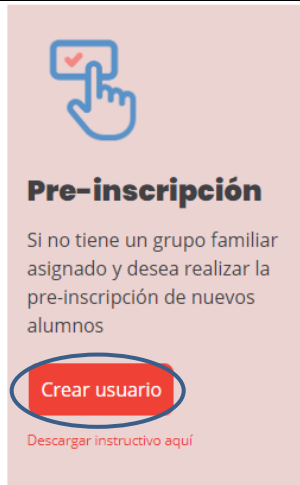 Pre-inscripción
Si no tiene un grupo familiar
asignado y desea realizar la
pre-inscripción de nuevos
alumnos
Crear usuario
Descargar instructivo aquí